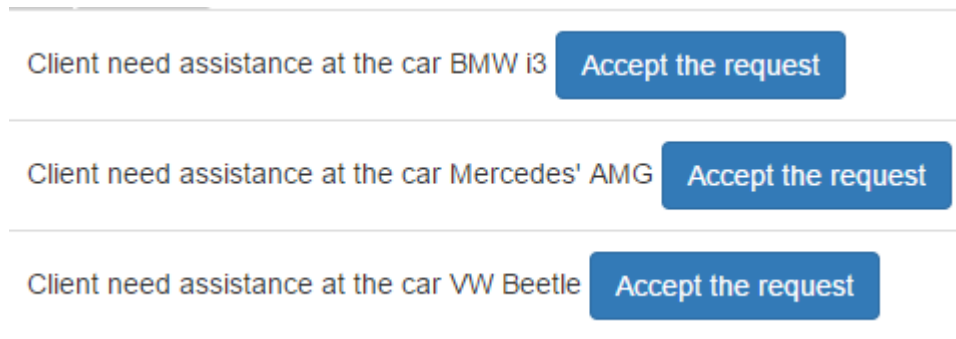 Client need assistance at the car BMW i3 Accept the request
Client need assistance at the car Mercedes' AMG Accept the request
Client need assistance at the car VW Beetle Accept the request